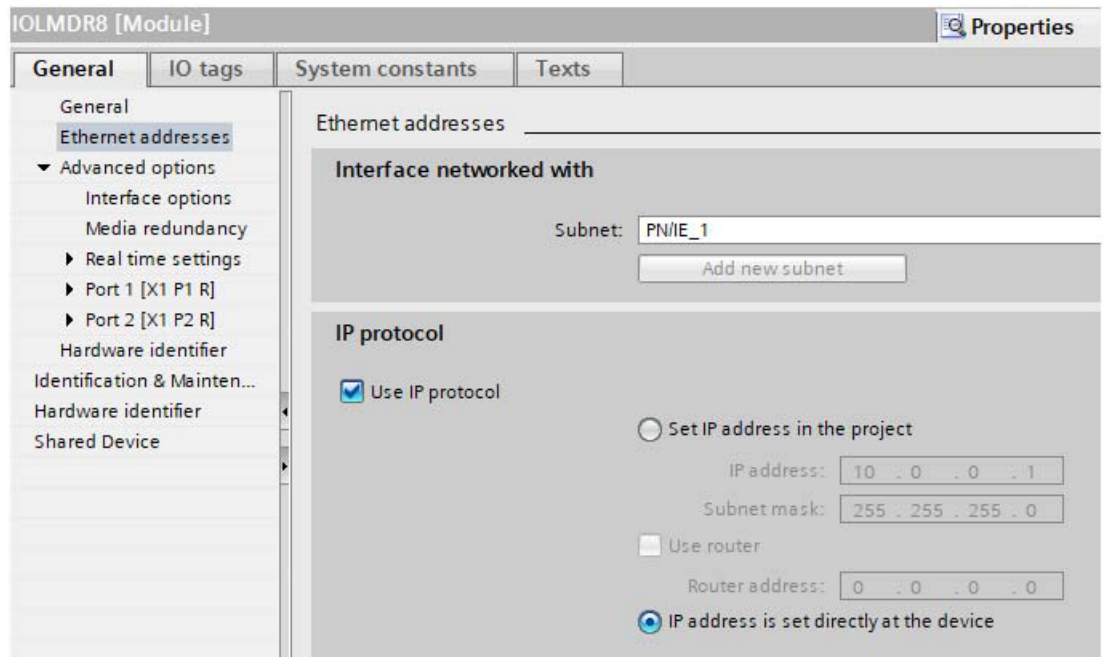 IOLMDR8 [Module]
Properties
General IO tags System constants Texts
General
Ethernet addresses
Advanced options
Interface options
Media redundancy
Real time settings
Port 1 [X1 P1 R]
Port 2 [X1 P2 R]
Hardware identifier
Identification & Mainten...
Hardware identifier
Shared Device
Ethernet addresses
Interface networked with
Subnet: PN/IE_1
Add new subnet
IP protocol
Use IP protocol
Set IP address in the project
IP address: 10 . 0 . 0 . 1
Subnet mask: 255 . 255 . 255 . 0
Use router
Router address: 0 . 0 . 0 . 0
IP address is set directly at the device